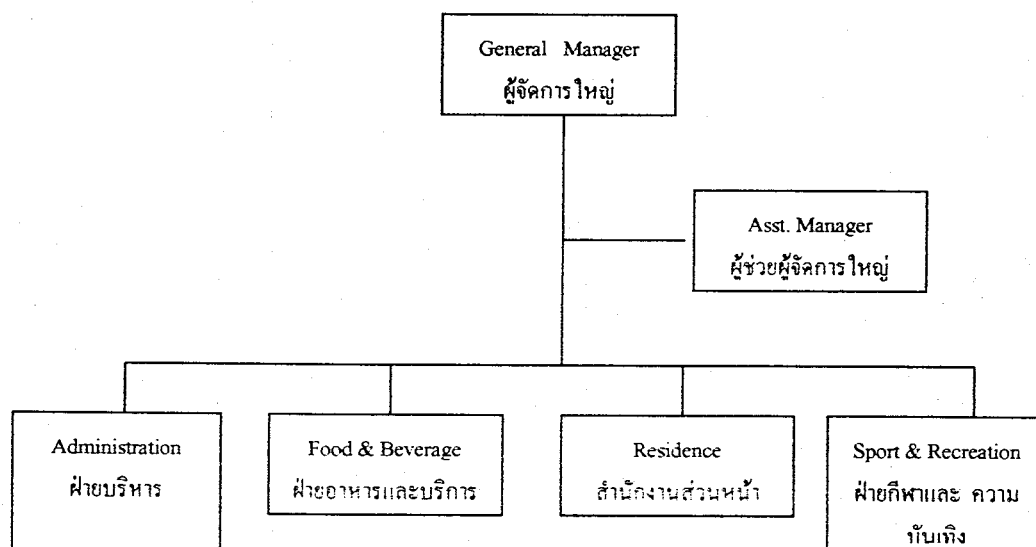 General Manager
ผู้จัดการใหญ่
Asst. Manager
ผู้ช่วยผู้จัดการใหญ่
Administration
ฝ่ายบริหาร
Food & Beverage
ฝ่ายอาหารและบริการ
Residence
สำนักงานส่วนหน้า
Sport & Recreation
ฝ่ายกีฬาและ ความ
บันเทิง